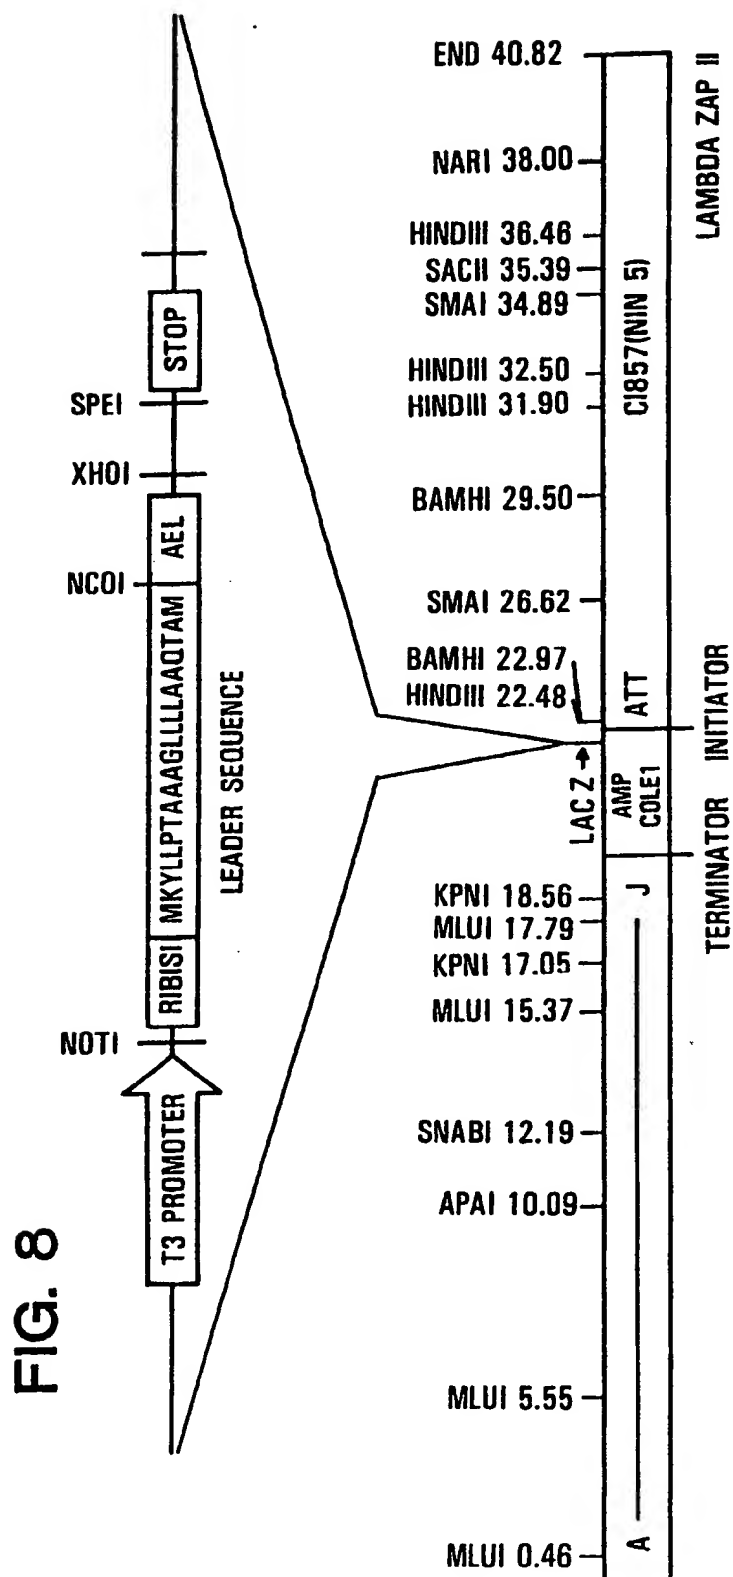 FIG. 8
T3 PROMOTER
NOTI
RIBISI
MKYLLPTAAAGLLLLAAQTAM
NCOI
AEL
XHOI
SPEI
STOP
LEADER SEQUENCE
END 40.82
NARI 38.00
HINDIII 36.46
SACII 35.39
SMAI 34.89
HINDIII 32.50
HINDIII 31.90
BAMHI 29.50
SMAI 26.62
BAMHI 22.97
HINDIII 22.48
LAC Z
KPNI 18.56
MLUI 17.79
KPNI 17.05
MLUI 15.37
SNABI 12.19
APAI 10.09
MLUI 5.55
MLUI 0.46
A
J
AMP
COLE1
ATT
CI857(NIN 5)
TERMINATOR
INITIATOR
LAMBDA ZAP II